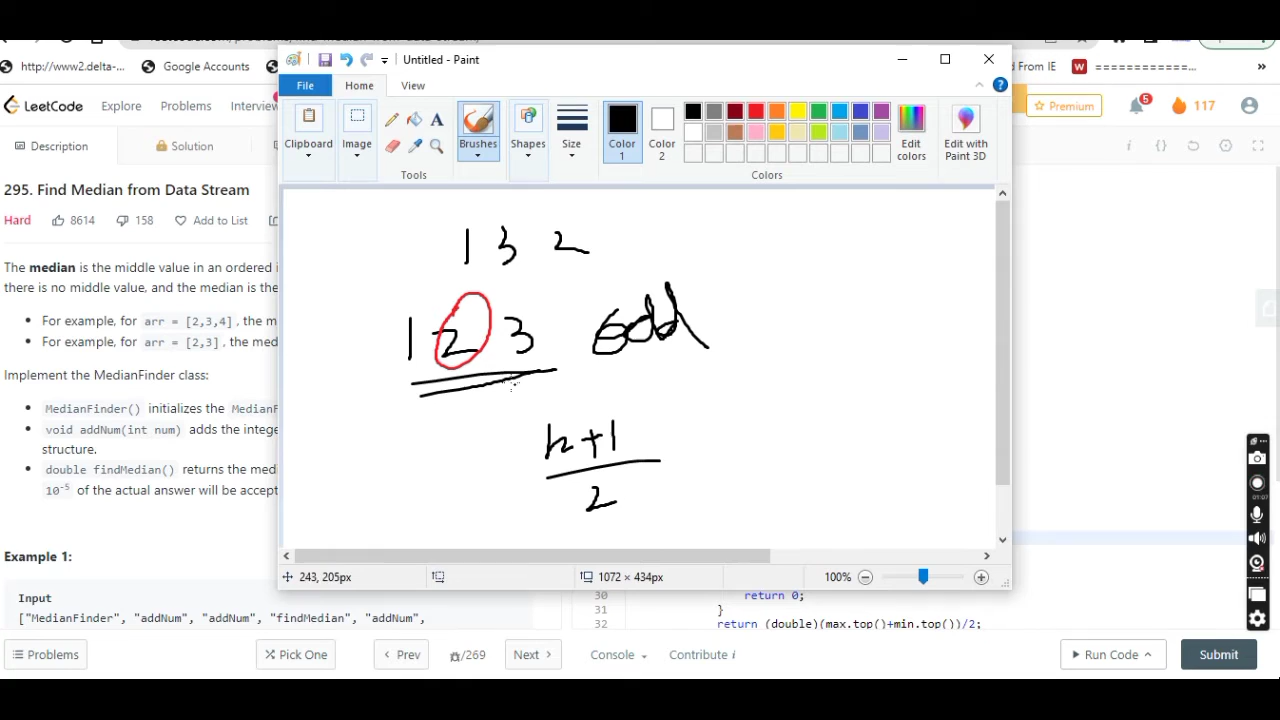 http://www2.delta-...
Google Accounts
d From IE
============...
»
LeetCode
Explore
Problems
Interview
5
Premium
117
Description
Solution
295. Find Median from Data Stream
Hard
8614
158
Add to List
The median is the middle value in an ordered i
there is no middle value, and the median is the
For example, for arr = [2,3,4], the m
For example, for arr = [2,3], the med
Implement the MedianFinder class:
MedianFinder() initializes the MedianF
void addNum(int num) adds the intege
structure.
double findMedian() returns the med
10-5 of the actual answer will be accept
Example 1:
Input
["MedianFinder", "addNum", "addNum", "findMedian", "addNum",
Untitled - Paint
File
Home
View
Clipboard
Image
Tools
Brushes
Shapes
Size
Color 1
Color 2
Edit colors
Edit with Paint 3D
Colors
1 3 2
1 2 3 odd
n+1
2
243, 205px
1072 × 434px
100%
30 return 0;
31 }
32 return (double)(max.top()+min.top())/2;
Problems
Pick One
Prev
/269
Next
Console
Contribute i
Run Code
Submit
01:07